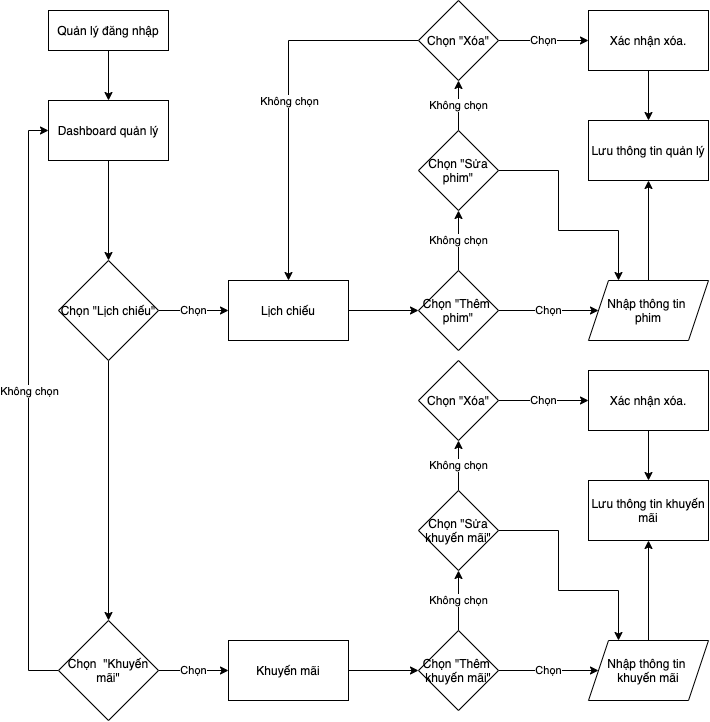 Quán lý đăng nhập
Chọn "Xóa"
Chọn
Xác nhận xóa.
Không chọn
Không chọn
Dashboard quán lý
Chọn "Sửa
phim"
Lưu thông tin quán lý
Không chọn
Chọn "Lịch chiếu"
Chọn
Lịch chiếu
Chọn "Thêm
phim"
Chọn
Nhập thông tin
phim
Không chọn
Chọn "Xóa"
Chọn
Xác nhận xóa.
Không chọn
Chọn "Sửa
khuyến mãi"
Lưu thông tin khuyến
mãi
Không chọn
Chọn "Khuyến
mãi"
Chọn
Khuyến mãi
Chọn "Thêm
khuyến mãi"
Chọn
Nhập thông tin
khuyến mãi